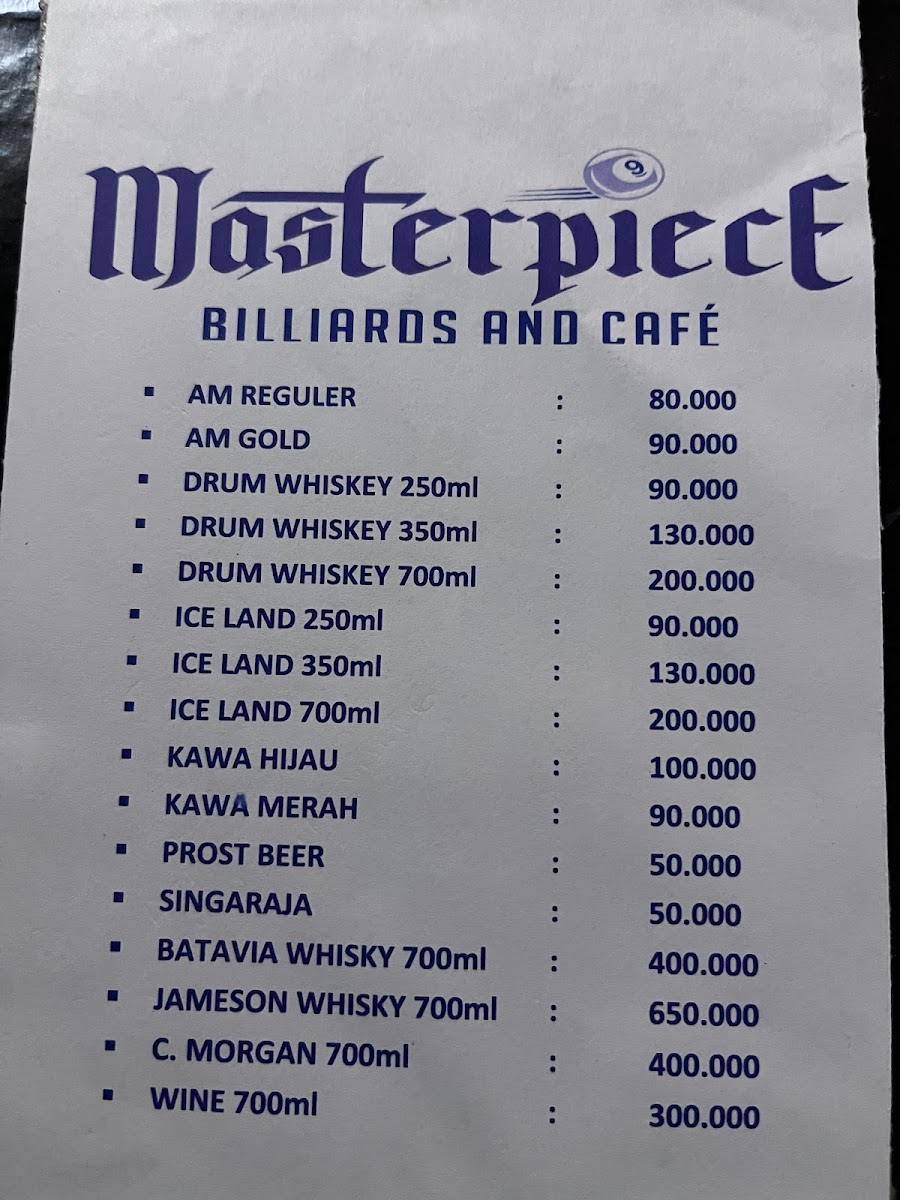 9
MasterpiecE
BILLIARDS AND CAFÉ
▪ AM REGULER : 80.000
▪ AM GOLD : 90.000
▪ DRUM WHISKEY 250ml : 90.000
▪ DRUM WHISKEY 350ml : 130.000
▪ DRUM WHISKEY 700ml : 200.000
▪ ICE LAND 250ml : 90.000
▪ ICE LAND 350ml : 130.000
▪ ICE LAND 700ml : 200.000
▪ KAWA HIJAU : 100.000
▪ KAWA MERAH : 90.000
▪ PROST BEER : 50.000
▪ SINGARAJA : 50.000
▪ BATAVIA WHISKY 700ml : 400.000
▪ JAMESON WHISKY 700ml : 650.000
▪ C. MORGAN 700ml : 400.000
▪ WINE 700ml : 300.000